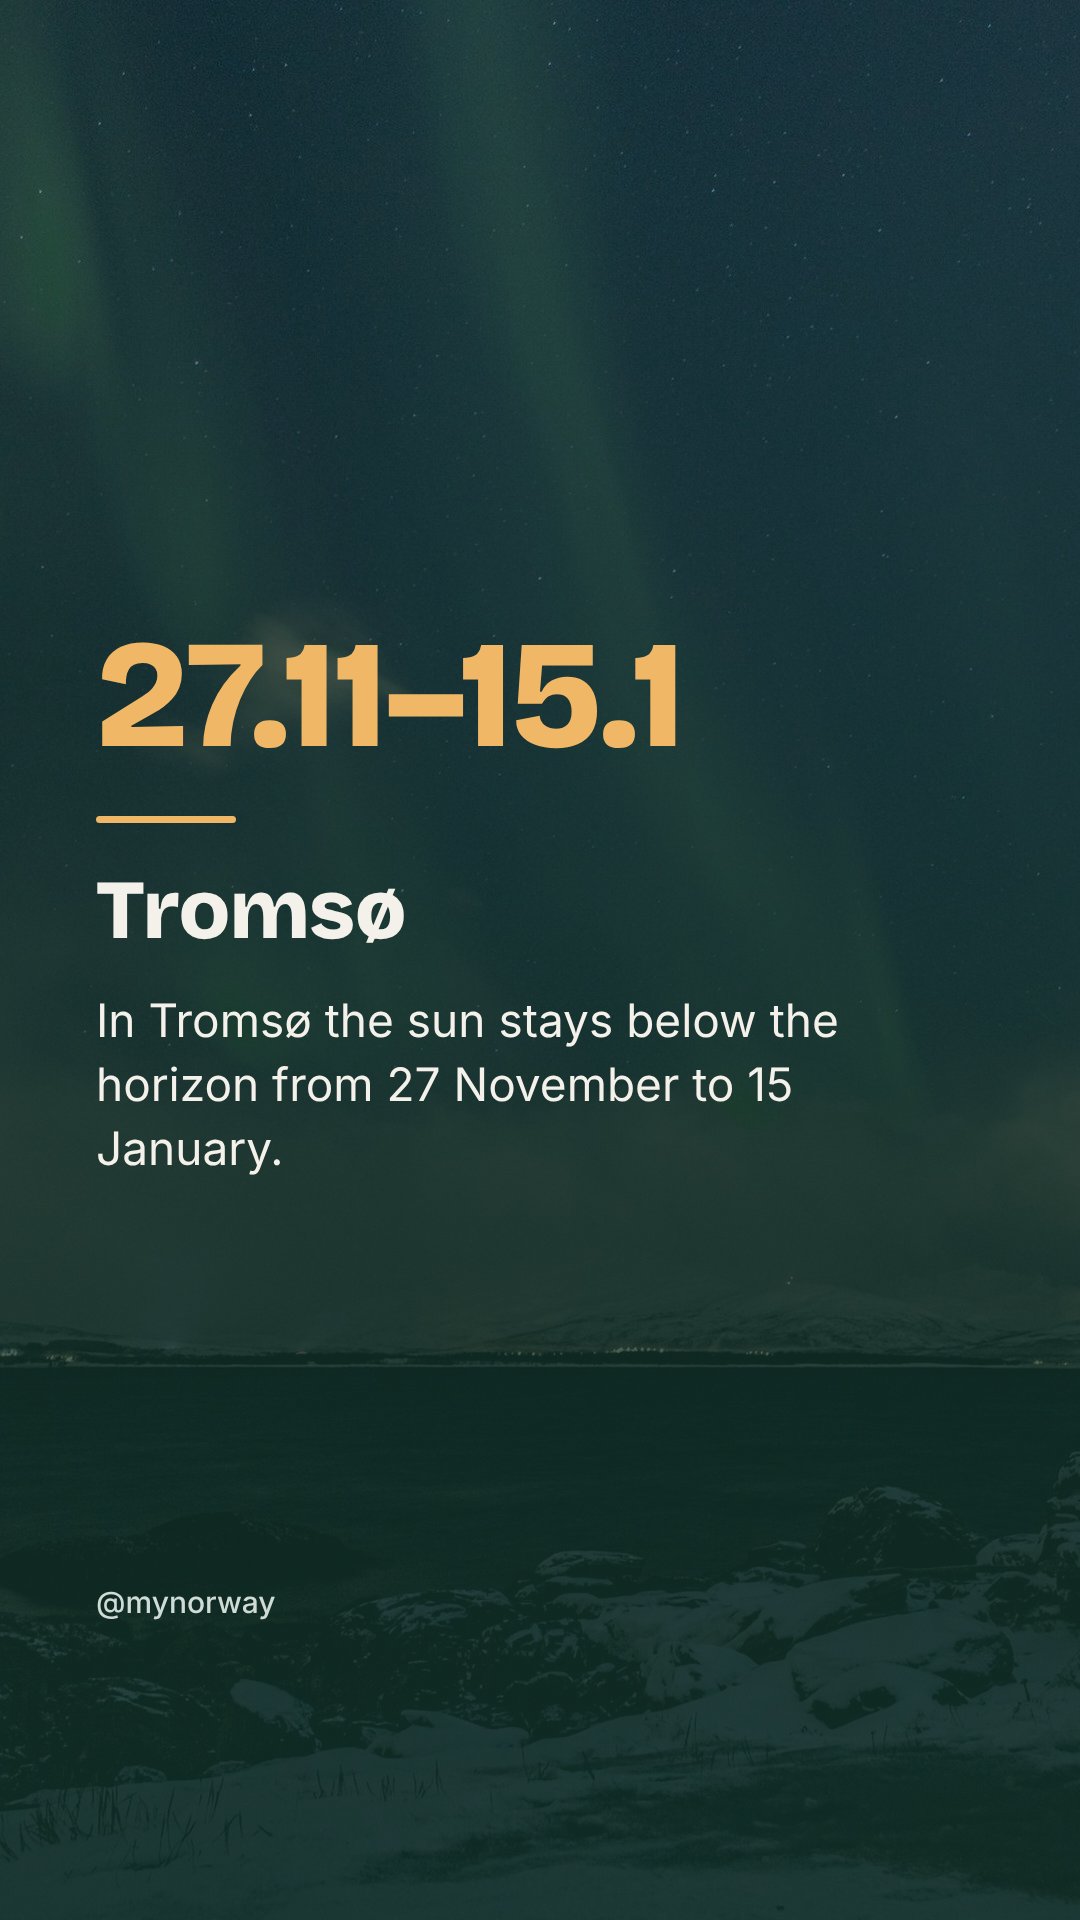 27.11–15.1
Tromsø
In Tromsø the sun stays below the
horizon from 27 November to 15
January.
@mynorway